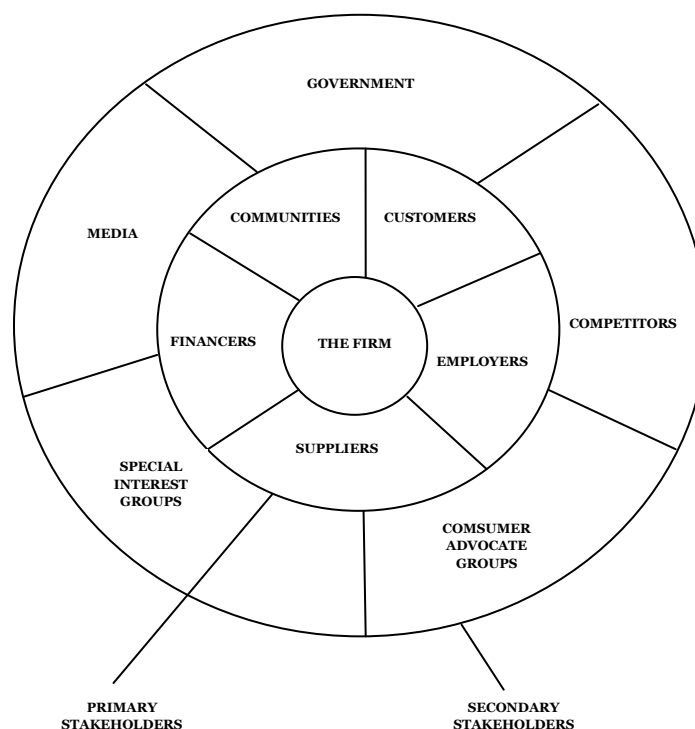 GOVERNMENT
COMMUNITIES
CUSTOMERS
MEDIA
COMPETITORS
FINANCERS
THE FIRM
EMPLOYERS
SUPPLIERS
SPECIAL
INTEREST
GROUPS
COMSUMER
ADVOCATE
GROUPS
PRIMARY
STAKEHOLDERS
SECONDARY
STAKEHOLDERS